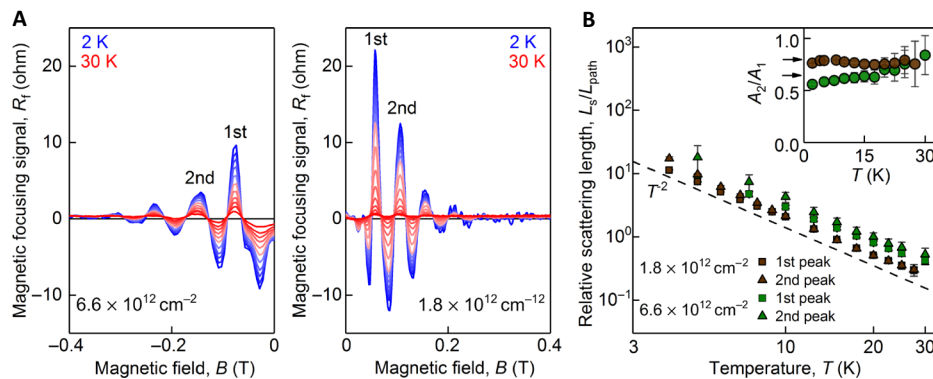 A
2 K
30 K
1st
2nd
6.6 × 10¹² cm⁻²
Magnetic focusing signal, Rf (ohm)
20
10
0
−10
−0.4
−0.2
0
Magnetic field, B (T)
1st
2nd
2 K
30 K
1.8 × 10¹² cm⁻¹²
Magnetic focusing signal, Rf (ohm)
20
10
0
−10
0
0.2
0.4
Magnetic field, B (T)
B
Relative scattering length, Ls/Lpath
10³
10²
10¹
10⁰
10⁻¹
T⁻²
1.8 × 10¹² cm⁻²
6.6 × 10¹² cm⁻²
1st peak
2nd peak
1st peak
2nd peak
3
10
20
30
Temperature, T (K)
A₂/A₁
1.0
0.5
0.0
0
15
30
T (K)